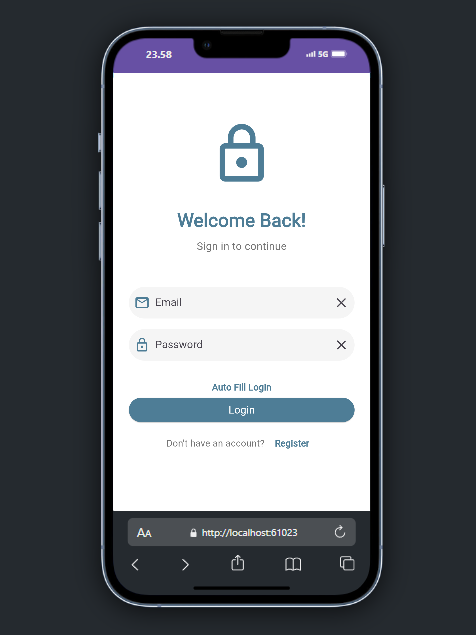 23.58 5G
Welcome Back!
Sign in to continue
Email
Password
Auto Fill Login
Login
Don't have an account? Register
AA http://localhost:61023